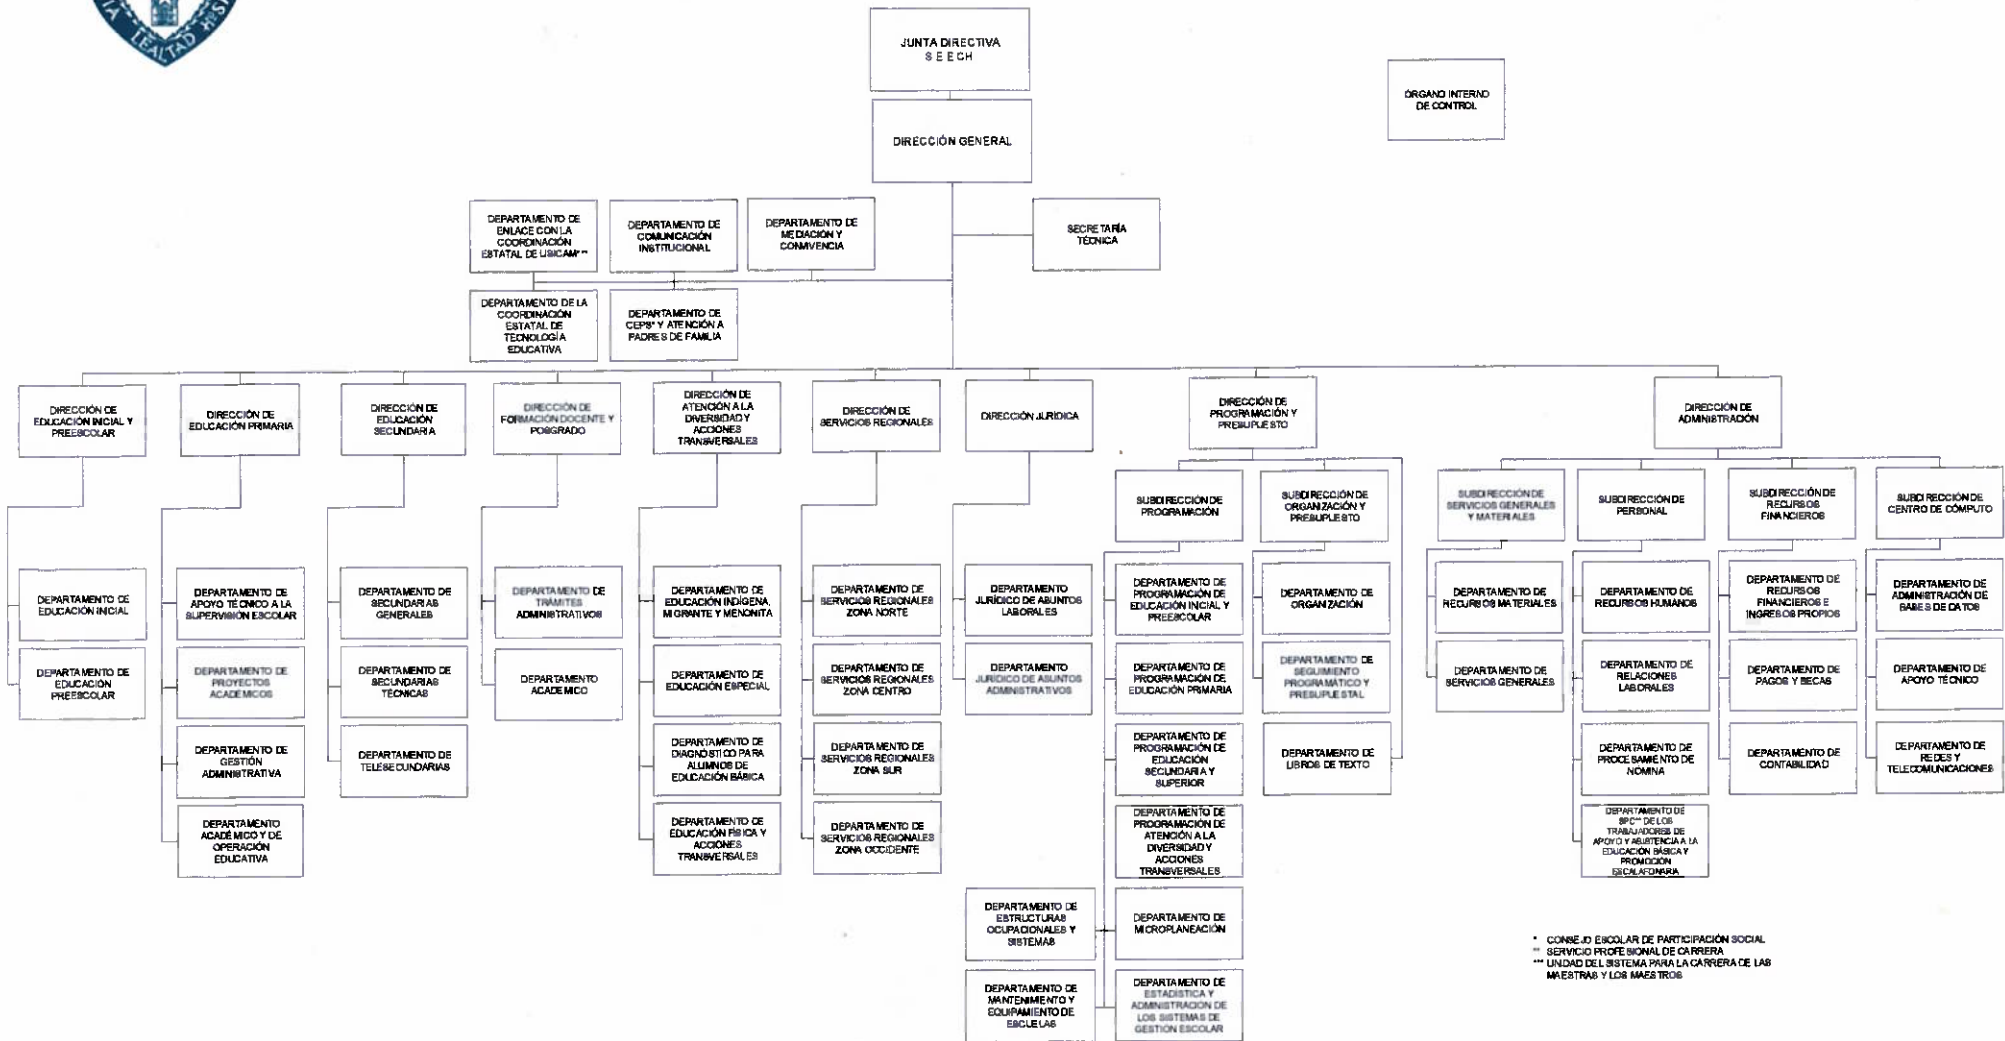 LEALTAD
JUNTA DIRECTIVA
S E E CH
ÓRGANO INTERNO
DE CONTROL
DIRECCIÓN GENERAL
DEPARTAMENTO DE
ENLACE CON LA
COORDINACIÓN
ESTATAL DE USICAM***
DEPARTAMENTO DE
COMUNICACIÓN
INSTITUCIONAL
DEPARTAMENTO DE
MEDIACIÓN Y
CONVIVENCIA
SECRETARÍA
TÉCNICA
DEPARTAMENTO DE LA
COORDINACIÓN
ESTATAL DE
TECNOLOGÍA
EDUCATIVA
DEPARTAMENTO DE
CEPS* Y ATENCIÓN A
PADRES DE FAMILIA
DIRECCIÓN DE
EDUCACIÓN INICIAL Y
PREESCOLAR
DIRECCIÓN DE
EDUCACIÓN PRIMARIA
DIRECCIÓN DE
EDUCACIÓN
SECUNDARIA
DIRECCIÓN DE
FORMACIÓN DOCENTE Y
POSGRADO
DIRECCIÓN DE
ATENCIÓN A LA
DIVERSIDAD Y
ACCIONES
TRANSVERSALES
DIRECCIÓN DE
SERVICIOS REGIONALES
DIRECCIÓN JURÍDICA
DIRECCIÓN DE
PROGRAMACIÓN Y
PRESUPUESTO
DIRECCIÓN DE
ADMINISTRACIÓN
SUBDIRECCIÓN DE
PROGRAMACIÓN
SUBDIRECCIÓN DE
ORGANIZACIÓN Y
PRESUPUESTO
SUBDIRECCIÓN DE
SERVICIOS GENERALES
Y MATERIALES
SUBDIRECCIÓN DE
PERSONAL
SUBDIRECCIÓN DE
RECURSOS
FINANCIEROS
SUBDIRECCIÓN DE
CENTRO DE CÓMPUTO
DEPARTAMENTO DE
EDUCACIÓN INICIAL
DEPARTAMENTO DE
APOYO TÉCNICO A LA
SUPERVISIÓN ESCOLAR
DEPARTAMENTO DE
SECUNDARIAS
GENERALES
DEPARTAMENTO DE
TRÁMITES
ADMINISTRATIVOS
DEPARTAMENTO DE
EDUCACIÓN INDÍGENA,
MIGRANTE Y MENONITA
DEPARTAMENTO DE
SERVICIOS REGIONALES
ZONA NORTE
DEPARTAMENTO
JURÍDICO DE ASUNTOS
LABORALES
DEPARTAMENTO DE
PROGRAMACIÓN DE
EDUCACIÓN INICIAL Y
PREESCOLAR
DEPARTAMENTO DE
ORGANIZACIÓN
DEPARTAMENTO DE
RECURSOS MATERIALES
DEPARTAMENTO DE
RECURSOS HUMANOS
DEPARTAMENTO DE
RECURSOS
FINANCIEROS E
INGRESOS PROPIOS
DEPARTAMENTO DE
ADMINISTRACIÓN DE
BASES DE DATOS
DEPARTAMENTO DE
EDUCACIÓN
PREESCOLAR
DEPARTAMENTO DE
PROYECTOS
ACADÉMICOS
DEPARTAMENTO DE
SECUNDARIAS
TÉCNICAS
DEPARTAMENTO
ACADEMICO
DEPARTAMENTO DE
EDUCACIÓN ESPECIAL
DEPARTAMENTO DE
SERVICIOS REGIONALES
ZONA CENTRO
DEPARTAMENTO
JURÍDICO DE ASUNTOS
ADMINISTRATIVOS
DEPARTAMENTO DE
PROGRAMACIÓN DE
EDUCACIÓN PRIMARIA
DEPARTAMENTO DE
SEGUIMIENTO
PROGRAMATICO Y
PRESUPUESTAL
DEPARTAMENTO DE
SERVICIOS GENERALES
DEPARTAMENTO DE
RELACIONES
LABORALES
DEPARTAMENTO DE
PAGOS Y BECAS
DEPARTAMENTO DE
APOYO TÉCNICO
DEPARTAMENTO DE
GESTIÓN
ADMINISTRATIVA
DEPARTAMENTO DE
TELESECUNDARIAS
DEPARTAMENTO DE
DIAGNÓSTICO PARA
ALUMNOS DE
EDUCACIÓN BÁSICA
DEPARTAMENTO DE
SERVICIOS REGIONALES
ZONA SUR
DEPARTAMENTO DE
PROGRAMACIÓN DE
EDUCACIÓN
SECUNDARIA Y
SUPERIOR
DEPARTAMENTO DE
LIBROS DE TEXTO
DEPARTAMENTO DE
PROCESAMIENTO DE
NOMINA
DEPARTAMENTO DE
CONTABILIDAD
DEPARTAMENTO DE
REDES Y
TELECOMUNICACIONES
DEPARTAMENTO
ACADÉMICO Y DE
OPERACIÓN
EDUCATIVA
DEPARTAMENTO DE
EDUCACIÓN FÍSICA Y
ACCIONES
TRANSVERSALES
DEPARTAMENTO DE
SERVICIOS REGIONALES
ZONA OCCIDENTE
DEPARTAMENTO DE
PROGRAMACIÓN DE
ATENCIÓN A LA
DIVERSIDAD Y
ACCIONES
TRANSVERSALES
DEPARTAMENTO DE
SPC** DE LOS
TRABAJADORES DE
APOYO Y ASISTENCIA A LA
EDUCACIÓN BÁSICA Y
PROMOCIÓN
ESCALAFONARIA
DEPARTAMENTO DE
ESTRUCTURAS
OCUPACIONALES Y
SISTEMAS
DEPARTAMENTO DE
MICROPLANEACIÓN
DEPARTAMENTO DE
MANTENIMIENTO Y
EQUIPAMIENTO DE
ESCUELAS
DEPARTAMENTO DE
ESTADÍSTICA Y
ADMINISTRACION DE
LOS SISTEMAS DE
GESTIÓN ESCOLAR
* CONSEJO ESCOLAR DE PARTICIPACIÓN SOCIAL
** SERVICIO PROFESIONAL DE CARRERA
*** UNIDAD DEL SISTEMA PARA LA CARRERA DE LAS
MAESTRAS Y LOS MAESTROS